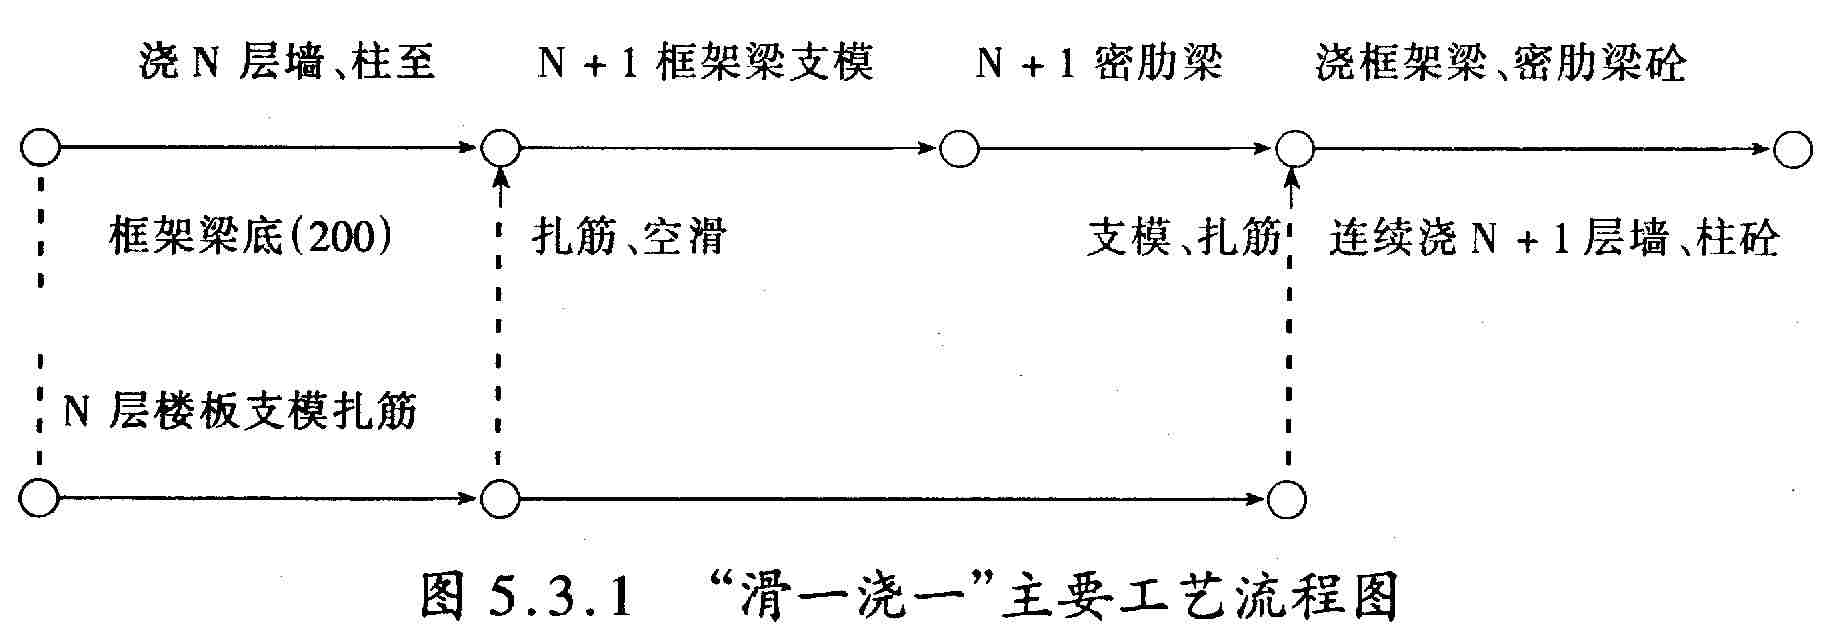 浇 N 层墙、柱至 N + 1 框架梁支模 N + 1 密肋梁 浇框架梁、密肋梁砼
框架梁底(200) 扎筋、空滑 支模、扎筋 连续浇 N + 1 层墙、柱砼
N 层楼板支模扎筋
图 5.3.1 “滑一浇一”主要工艺流程图